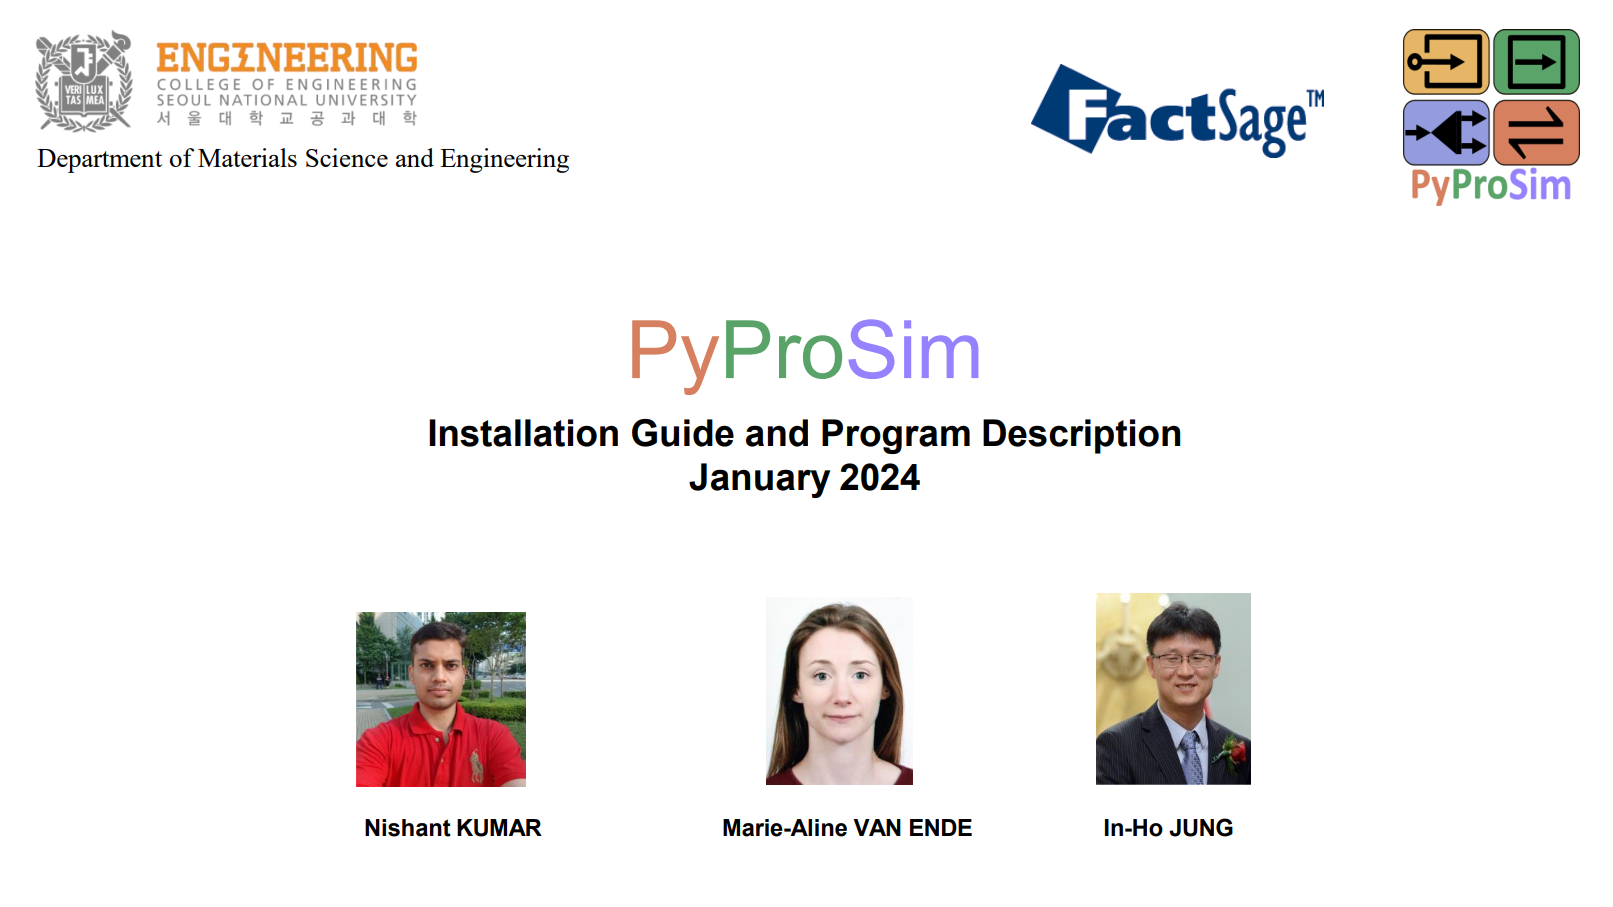 ENGINEERING
COLLEGE OF ENGINEERING
SEOUL NATIONAL UNIVERSITY
서울대학교공과대학
VERI LUX
TAS MEA
Department of Materials Science and Engineering
FactSage™
PyProSim
PyProSim
Installation Guide and Program Description
January 2024
Nishant KUMAR
Marie-Aline VAN ENDE
In-Ho JUNG